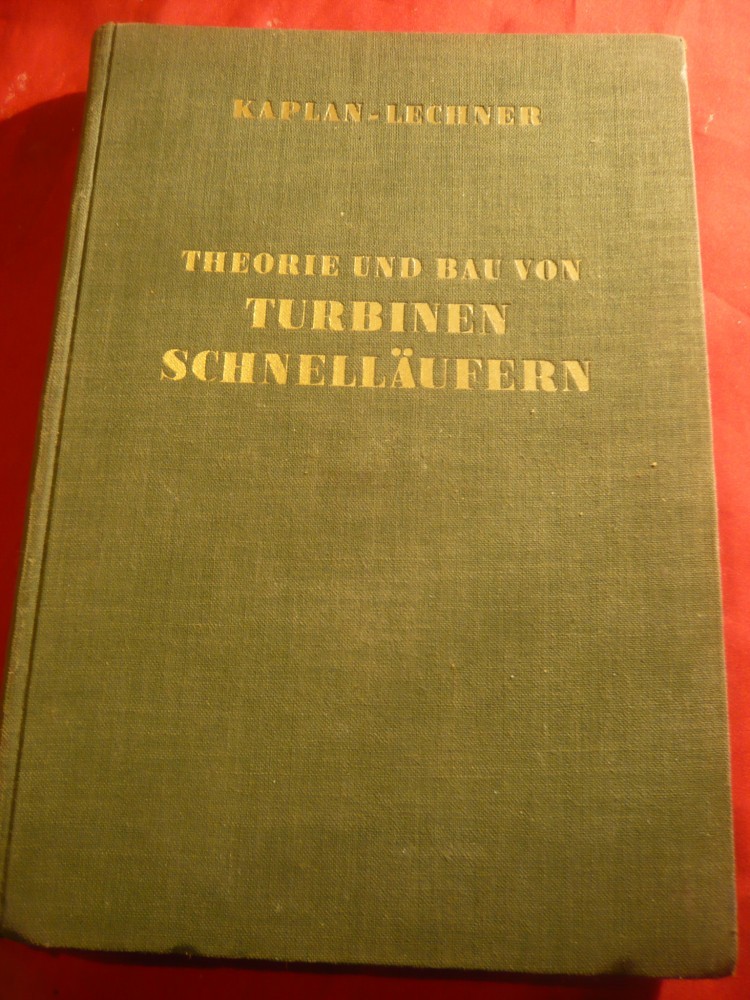 KAPLAN-LECHNER
THEORIE UND BAU VON
TURBINEN
SCHNELLÄUFERN